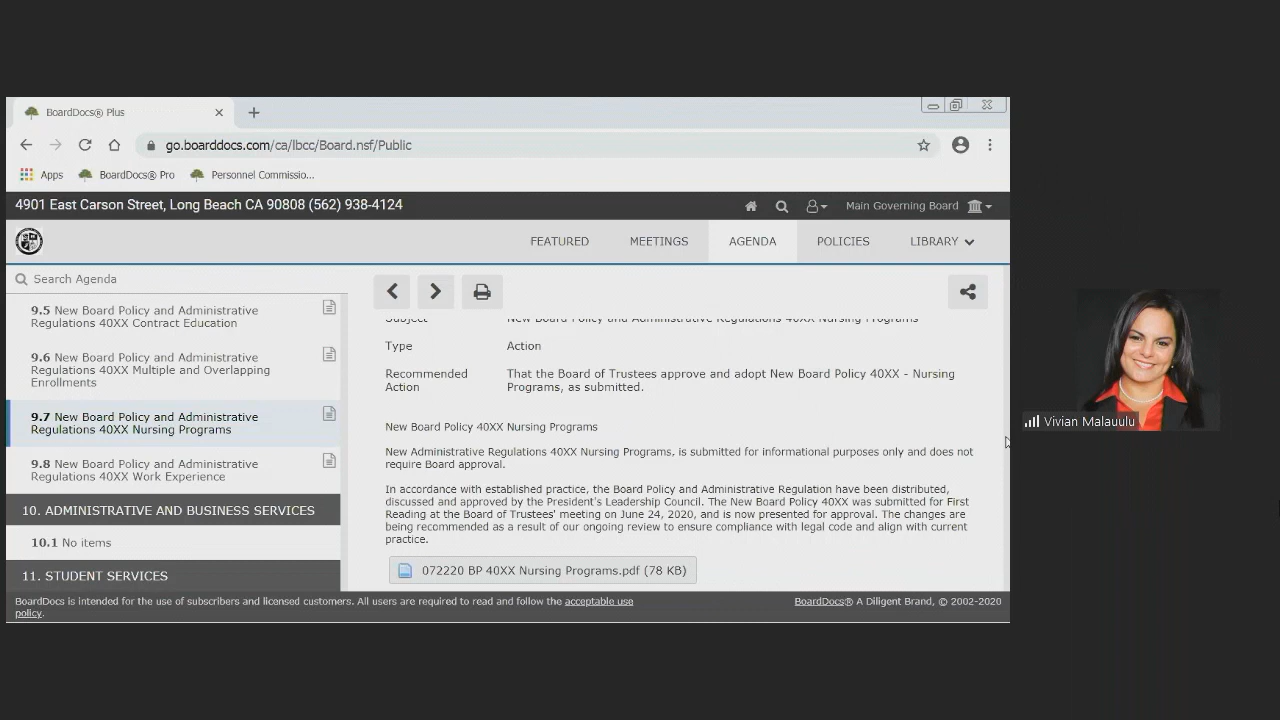 BoardDocs® Plus
go.boarddocs.com/ca/lbcc/Board.nsf/Public
Apps
BoardDocs® Pro
Personnel Commissio...
4901 East Carson Street, Long Beach CA 90808 (562) 938-4124
Main Governing Board
FEATURED
MEETINGS
AGENDA
POLICIES
LIBRARY
Search Agenda
9.5 New Board Policy and Administrative
Regulations 40XX Contract Education
9.6 New Board Policy and Administrative
Regulations 40XX Multiple and Overlapping
Enrollments
9.7 New Board Policy and Administrative
Regulations 40XX Nursing Programs
9.8 New Board Policy and Administrative
Regulations 40XX Work Experience
10. ADMINISTRATIVE AND BUSINESS SERVICES
10.1 No items
11. STUDENT SERVICES
Subject New Board Policy and Administrative Regulations 40XX Nursing Programs
Type Action
Recommended Action That the Board of Trustees approve and adopt New Board Policy 40XX - Nursing
Programs, as submitted.
New Board Policy 40XX Nursing Programs
New Administrative Regulations 40XX Nursing Programs, is submitted for informational purposes only and does not
require Board approval.
In accordance with established practice, the Board Policy and Administrative Regulation have been distributed,
discussed and approved by the President's Leadership Council. The New Board Policy 40XX was submitted for First
Reading at the Board of Trustees' meeting on June 24, 2020, and is now presented for approval. The changes are
being recommended as a result of our ongoing review to ensure compliance with legal code and align with current
practice.
072220 BP 40XX Nursing Programs.pdf (78 KB)
BoardDocs is intended for the use of subscribers and licensed customers. All users are required to read and follow the acceptable use
policy.
BoardDocs® A Diligent Brand, © 2002-2020
Vivian Malauulu